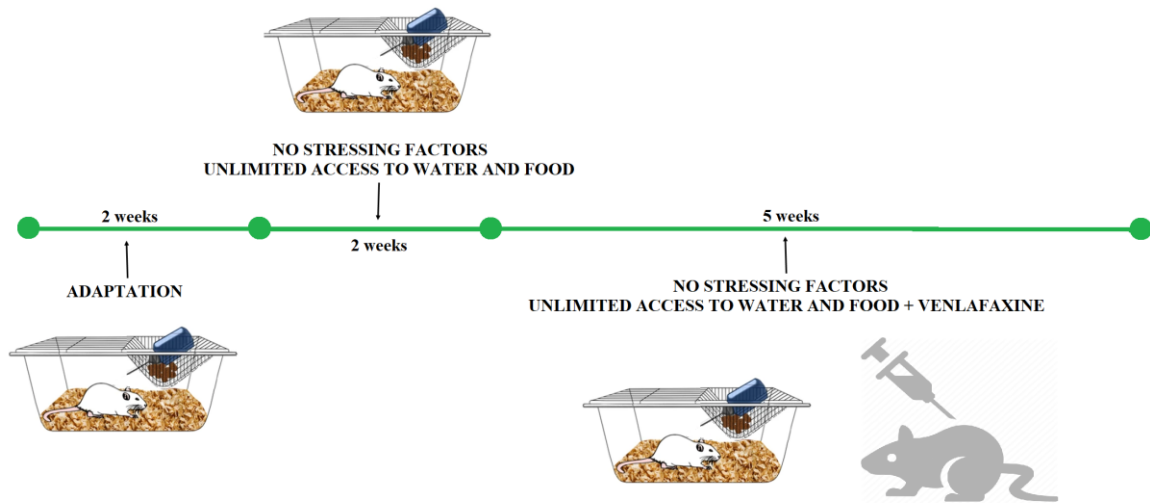 NO STRESSING FACTORS
UNLIMITED ACCESS TO WATER AND FOOD
2 weeks
2 weeks
5 weeks
ADAPTATION
NO STRESSING FACTORS
UNLIMITED ACCESS TO WATER AND FOOD + VENLAFAXINE